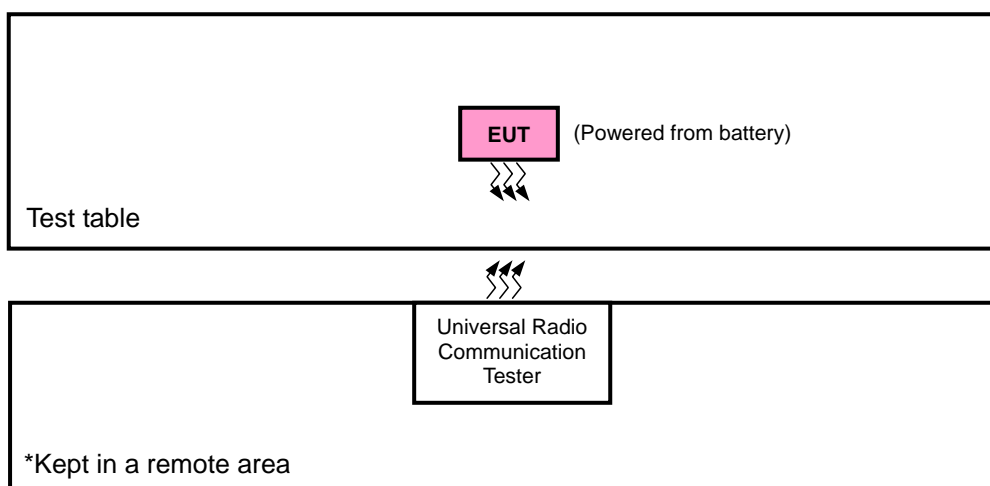 EUT
(Powered from battery)
Test table
Universal Radio
Communication
Tester
*Kept in a remote area